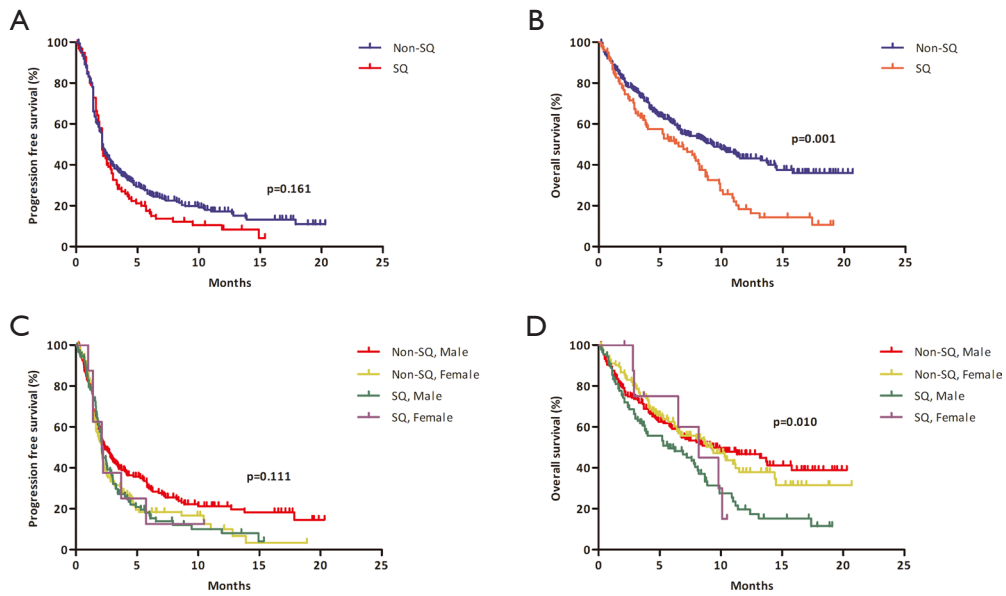 A
Progression free survival (%)
100
80
60
40
20
0
0 5 10 15 20 25
Months
Non-SQ
SQ
p=0.161
B
Overall survival (%)
100
80
60
40
20
0
0 5 10 15 20 25
Months
Non-SQ
SQ
p=0.001
C
Progression free survival (%)
100
80
60
40
20
0
0 5 10 15 20 25
Months
Non-SQ, Male
Non-SQ, Female
SQ, Male
SQ, Female
p=0.111
D
Overall survival (%)
100
80
60
40
20
0
0 5 10 15 20 25
Months
Non-SQ, Male
Non-SQ, Female
SQ, Male
SQ, Female
p=0.010